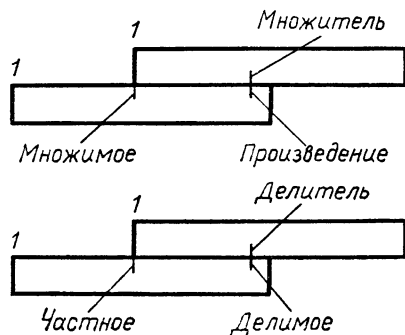 Множитель
1
1
Множимое
Произведение
Делитель
1
1
Частное
Делимое